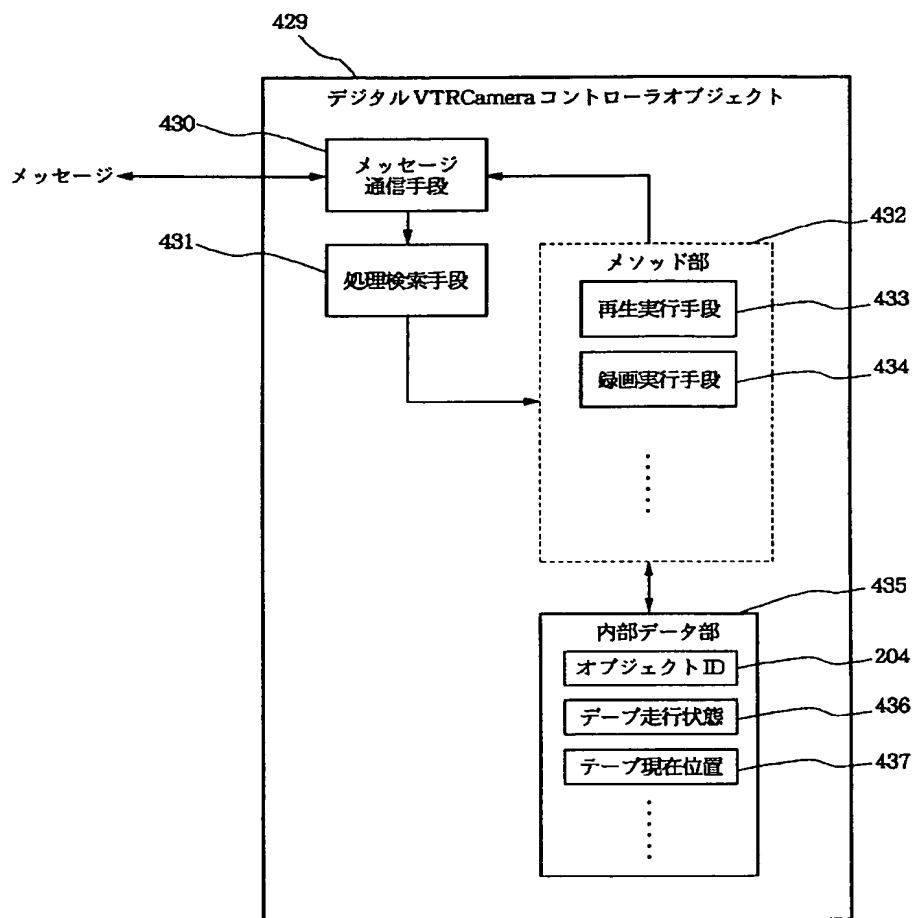 429
デジタルVTRCameraコントローラオブジェクト
430
メッセージ
メッセージ
通信手段
432
431
メソッド部
処理検索手段
再生実行手段
433
録画実行手段
434
435
内部データ部
オブジェクトID
204
デープ走行状態
436
テープ現在位置
437